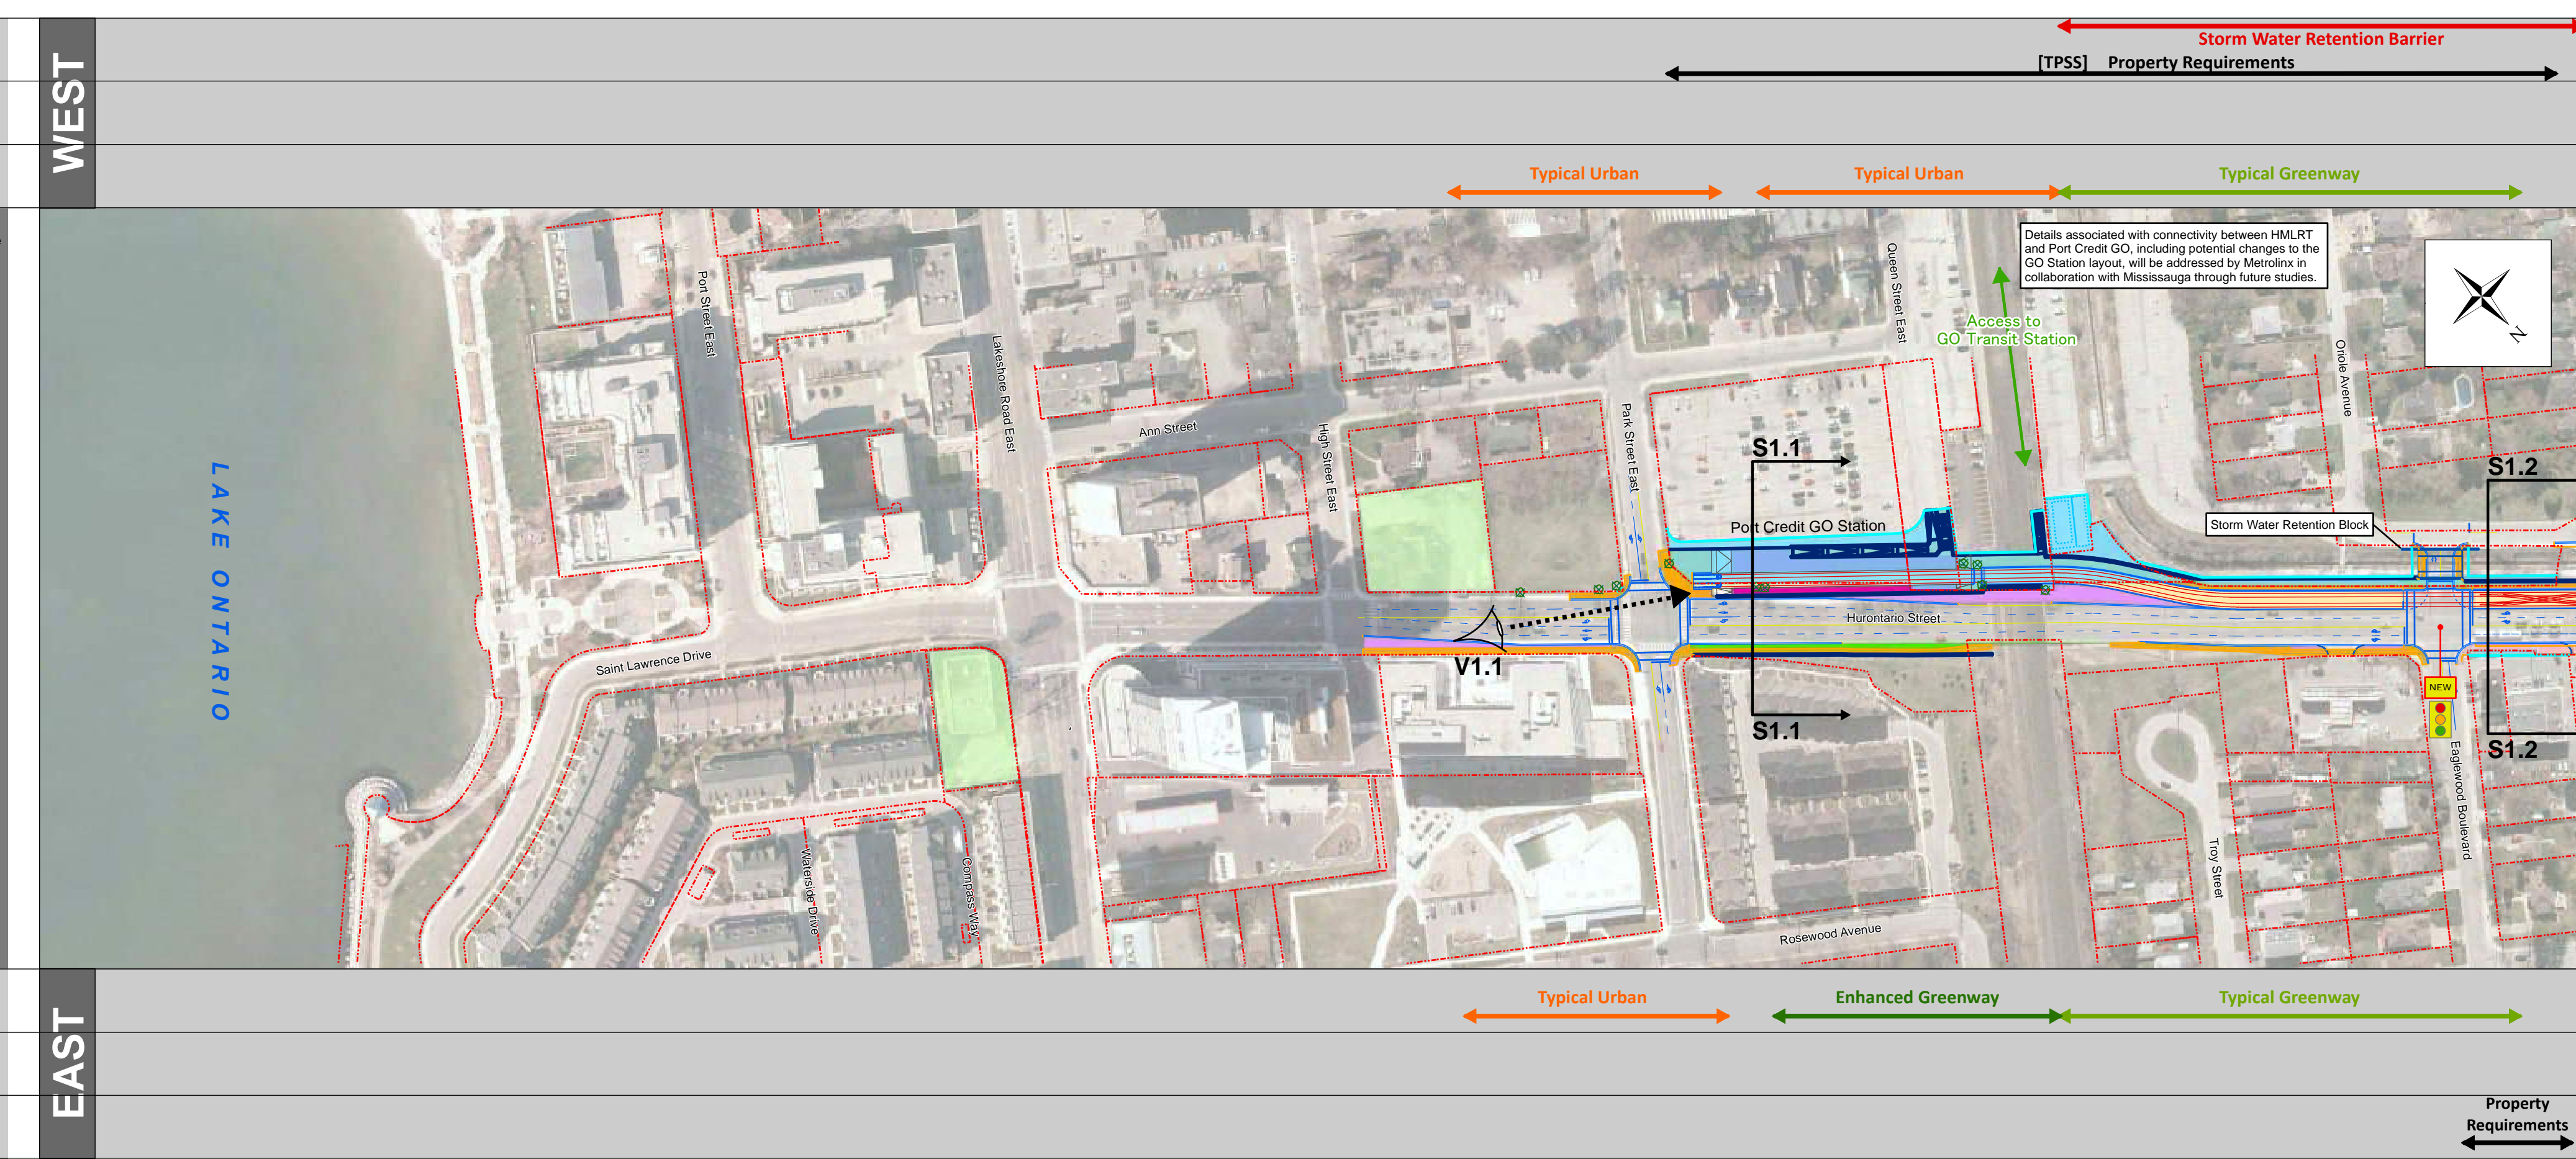 WEST
Storm Water Retention Barrier
[TPSS] Property Requirements
Typical Urban
Typical Urban
Typical Greenway
Details associated with connectivity between HMLRT
and Port Credit GO, including potential changes to the
GO Station layout, will be addressed by Metrolinx in
collaboration with Mississauga through future studies.
N
Port Street East
Lakeshore Road East
Ann Street
High Street East
Park Street East
Queen Street East
Access to
GO Transit Station
Oriole Avenue
LAKE ONTARIO
S1.1
S1.2
Port Credit GO Station
Storm Water Retention Block
Hurontario Street
Saint Lawrence Drive
V1.1
NEW
S1.1
S1.2
Eaglewood Boulevard
Waterside Drive
Compass Way
Troy Street
Rosewood Avenue
EAST
Typical Urban
Enhanced Greenway
Typical Greenway
Property
Requirements